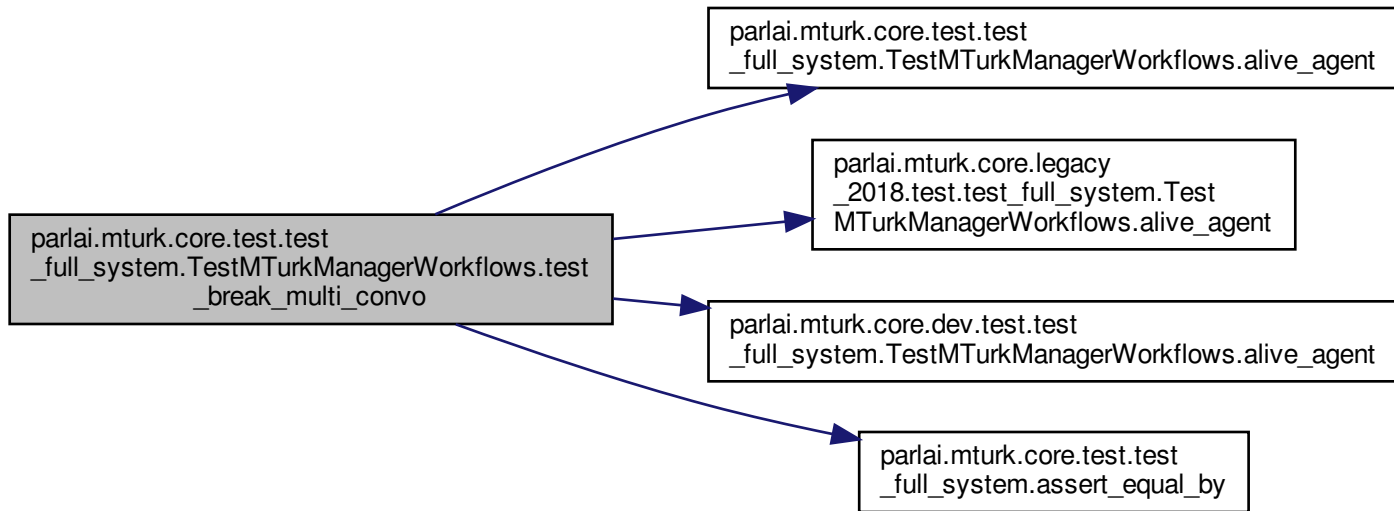 parlai.mturk.core.test.test
_full_system.TestMTurkManagerWorkflows.test
_break_multi_convo
parlai.mturk.core.test.test
_full_system.TestMTurkManagerWorkflows.alive_agent
parlai.mturk.core.legacy
_2018.test.test_full_system.Test
MTurkManagerWorkflows.alive_agent
parlai.mturk.core.dev.test.test
_full_system.TestMTurkManagerWorkflows.alive_agent
parlai.mturk.core.test.test
_full_system.assert_equal_by